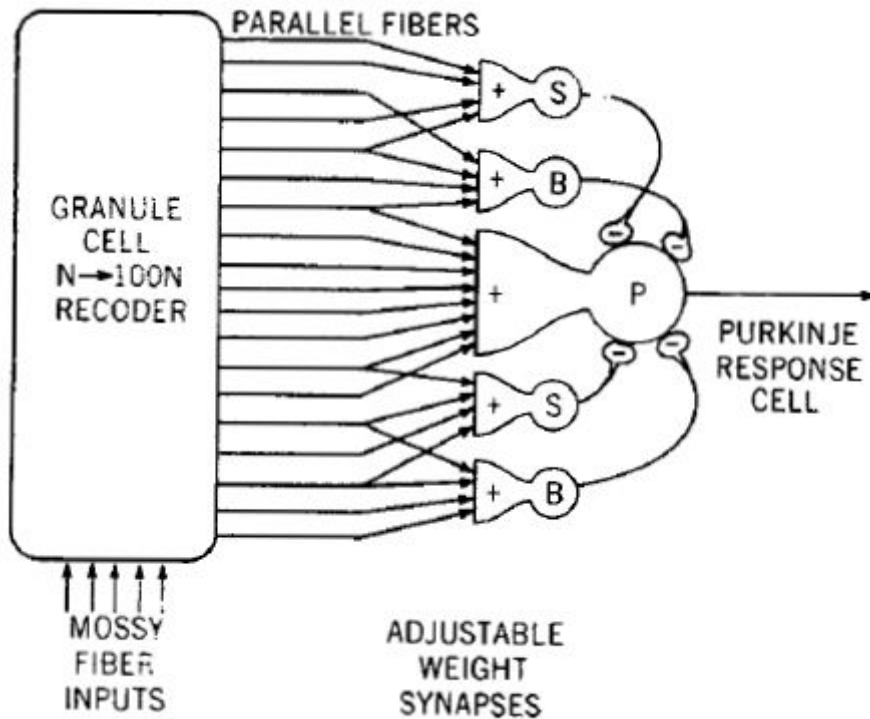 PARALLEL FIBERS
+ S
+ B
GRANULE
CELL
N→100N
RECODER
- -
+ P
- -
PURKINJE
RESPONSE
CELL
+ S
+ B
MOSSY
FIBER
INPUTS
ADJUSTABLE
WEIGHT
SYNAPSES